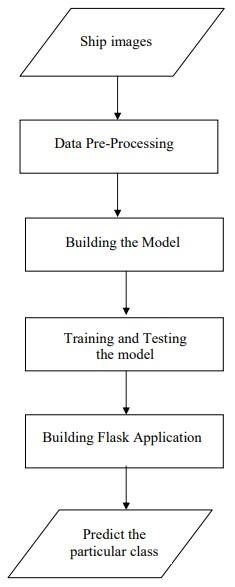 Ship images
Data Pre-Processing
Building the Model
Training and Testing
the model
Building Flask Application
Predict the
particular class